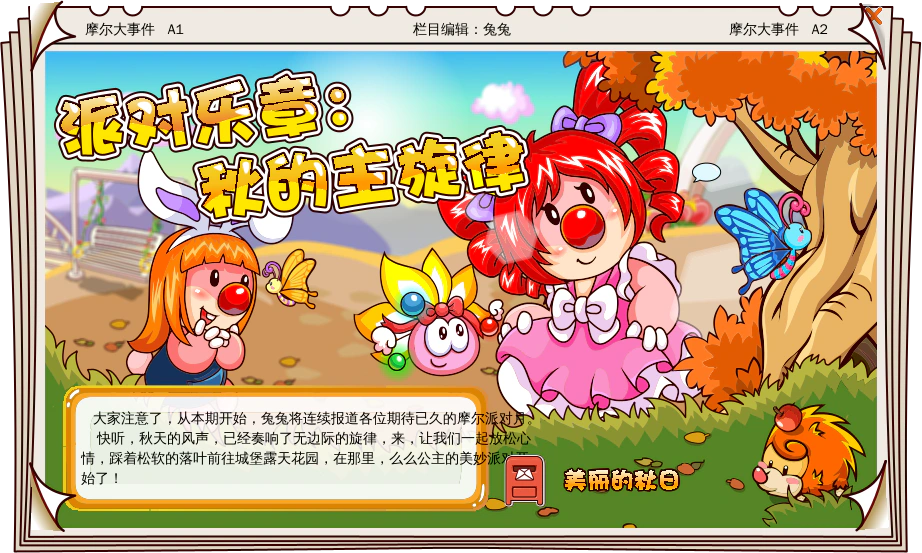 摩尔大事件 A1
栏目编辑：兔兔
摩尔大事件 A2
派对乐章：
秋的主旋律
大家注意了，从本期开始，兔兔将连续报道各位期待已久的摩尔派对月
快听，秋天的风声，已经奏响了无边际的旋律，来，让我们一起放松心
情，踩着松软的落叶前往城堡露天花园，在那里，么么公主的美妙派对开
始了！
美丽的秋日